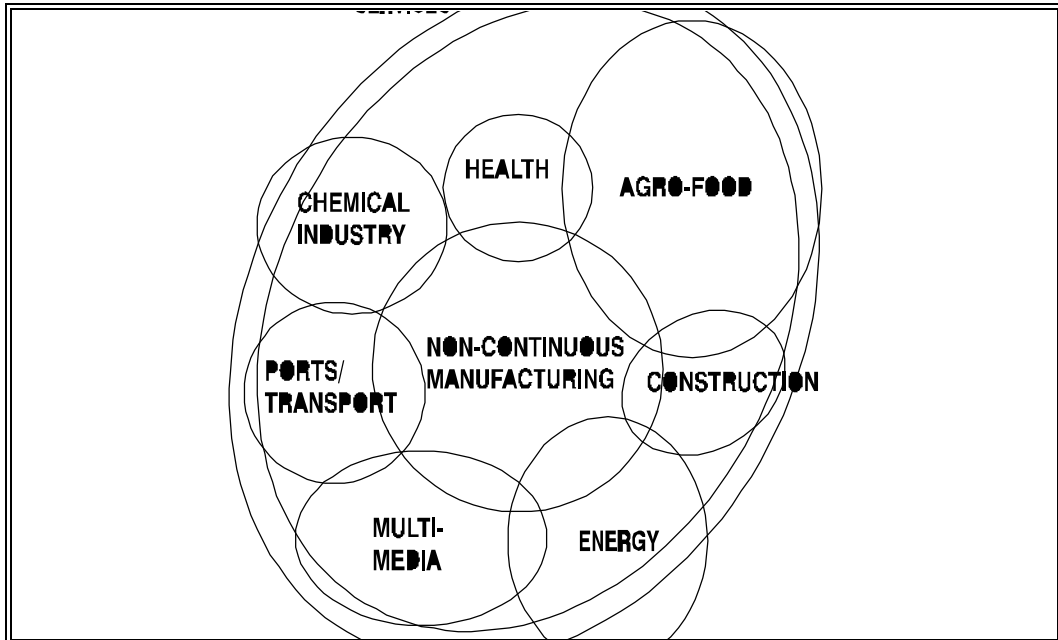 HEALTH
AGRO-FOOD
CHEMICAL
INDUSTRY
NON-CONTINUOUS
MANUFACTURING
PORTS/
TRANSPORT
CONSTRUCTION
MULTI-
MEDIA
ENERGY